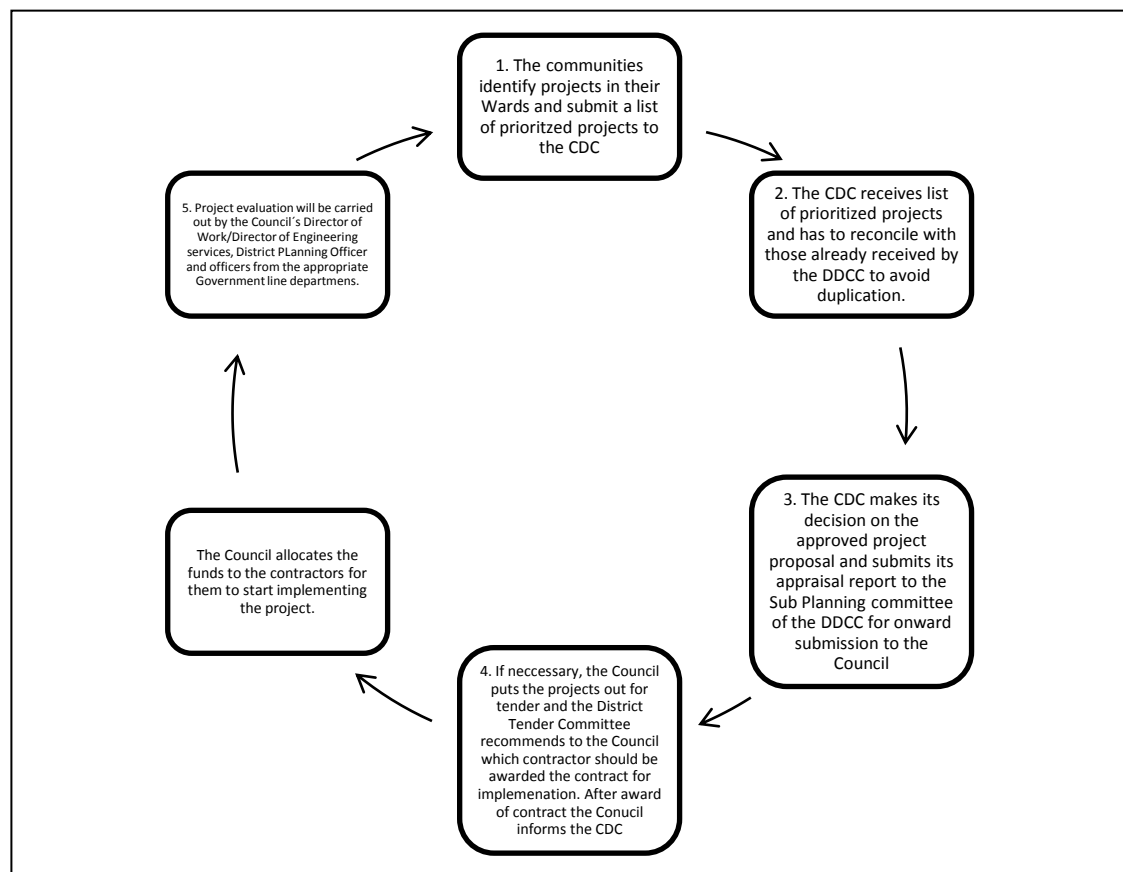 1. The communities
identify projects in their
Wards and submit a list
of prioritzed projects to
the CDC
2. The CDC receives list
of prioritized projects
and has to reconcile with
those already received by
the DDCC to avoid
duplication.
3. The CDC makes its
decision on the
approved project
proposal and submits its
appraisal report to the
Sub Planning committee
of the DDCC for onward
submission to the
Council
4. If neccessary, the Council
puts the projects out for
tender and the District
Tender Committee
recommends to the Council
which contractor should be
awarded the contract for
implemenation. After award
of contract the Conucil
informs the CDC
The Council allocates the
funds to the contractors for
them to start implementing
the project.
5. Project evaluation will be carried
out by the Council´s Director of
Work/Director of Engineering
services, District PLanning Officer
and officers from the appropriate
Government line departmens.